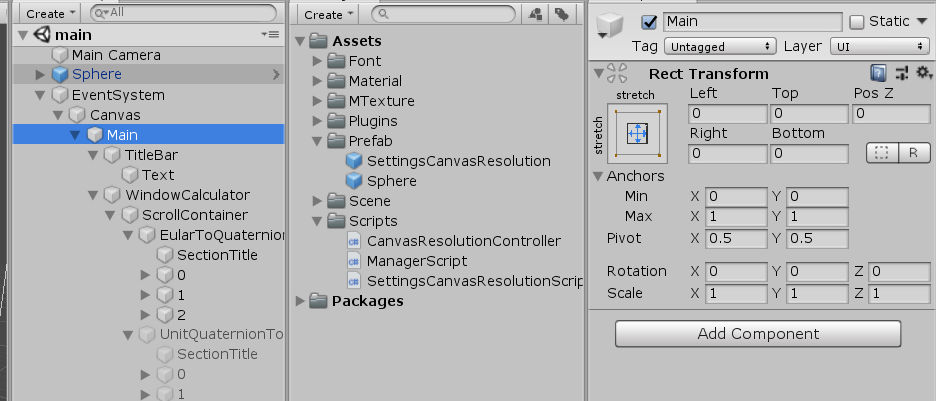 Create
All
main
Main Camera
Sphere
EventSystem
Canvas
Main
TitleBar
Text
WindowCalculator
ScrollContainer
EularToQuaternion
SectionTitle
0
1
2
UnitQuaternionTo
SectionTitle
0
1
Create
Assets
Font
Material
MTexture
Plugins
Prefab
SettingsCanvasResolution
Sphere
Scene
Scripts
CanvasResolutionController
ManagerScript
SettingsCanvasResolutionScrip
Packages
Main Static
Tag Untagged Layer UI
Rect Transform
stretch Left Top Pos Z
stretch 0 0 0
Right Bottom
0 0 R
Anchors
Min X 0 Y 0
Max X 1 Y 1
Pivot X 0.5 Y 0.5
Rotation X 0 Y 0 Z 0
Scale X 1 Y 1 Z 1
Add Component